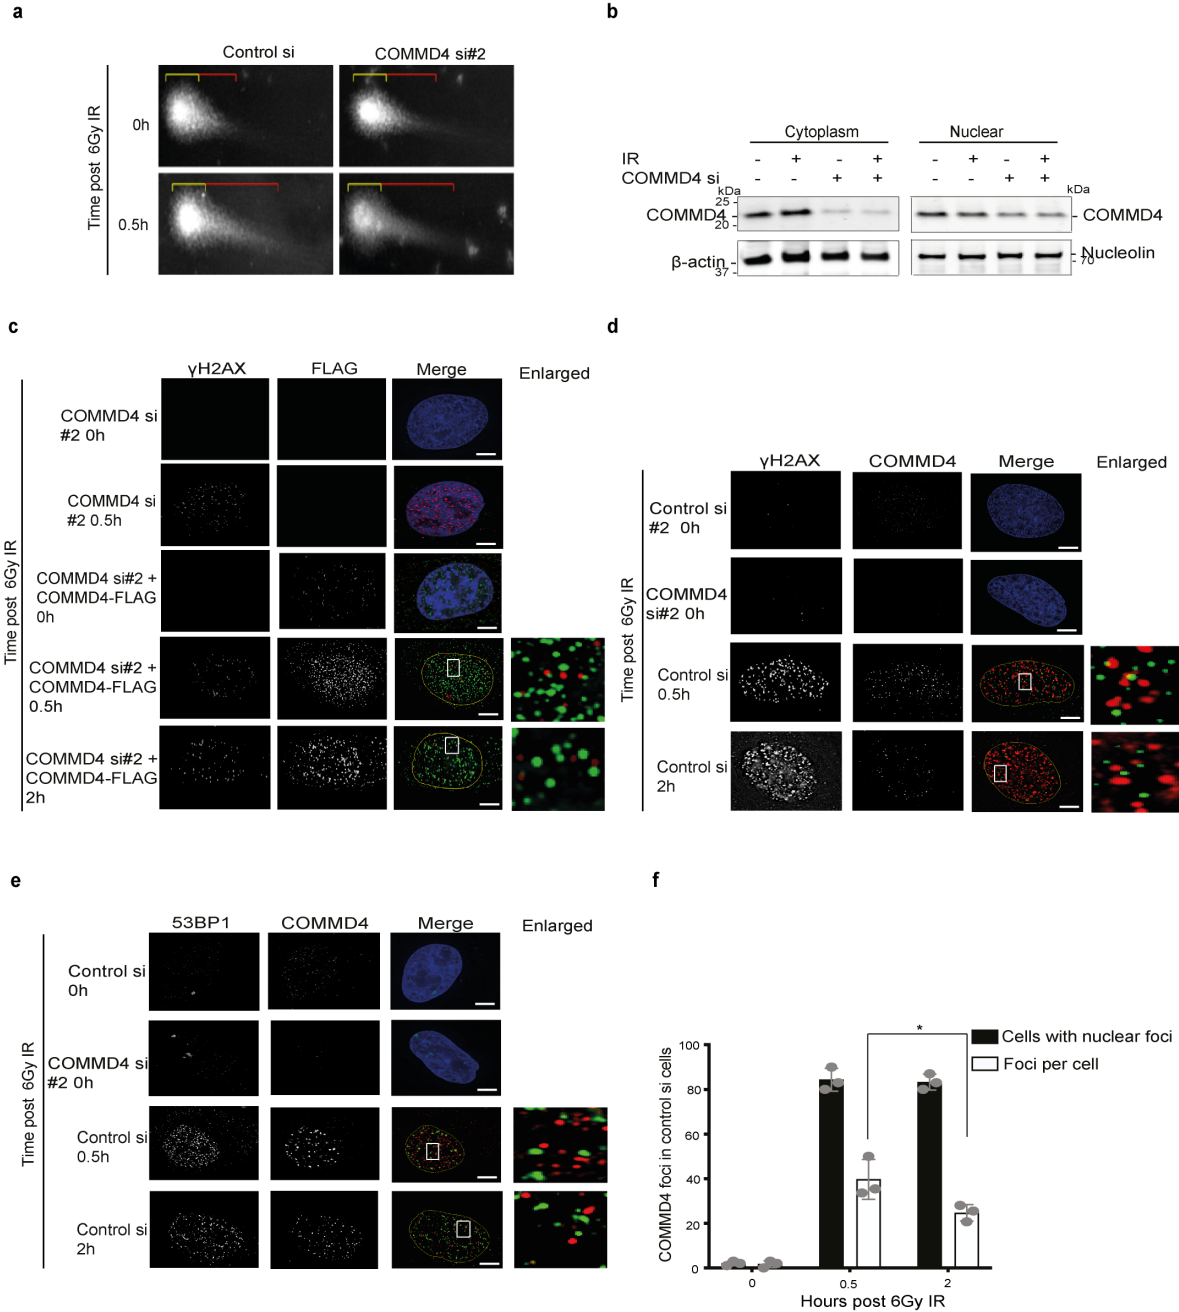 a
Control si
COMMD4 si#2
Time post 6Gy IR
0h
0.5h
b
Cytoplasm
Nuclear
IR
- + - + - + - +
COMMD4 si
- - + + - - + +
kDa
kDa
25
COMMD4
20
COMMD4
β-actin
37
Nucleolin
70
c
γH2AX
FLAG
Merge
Enlarged
Time post 6Gy IR
COMMD4 si
#2 0h
COMMD4 si
#2 0.5h
COMMD4 si#2 +
COMMD4-FLAG
0h
COMMD4 si#2 +
COMMD4-FLAG
0.5h
COMMD4 si#2 +
COMMD4-FLAG
2h
d
γH2AX
COMMD4
Merge
Enlarged
Time post 6Gy IR
Control si
#2 0h
COMMD4
si#2 0h
Control si
0.5h
Control si
2h
e
53BP1
COMMD4
Merge
Enlarged
Time post 6Gy IR
Control si
0h
COMMD4 si
#2 0h
Control si
0.5h
Control si
2h
f
*
Cells with nuclear foci
Foci per cell
COMMD4 foci in control si cells
100
80
60
40
20
0
0
0.5
2
Hours post 6Gy IR